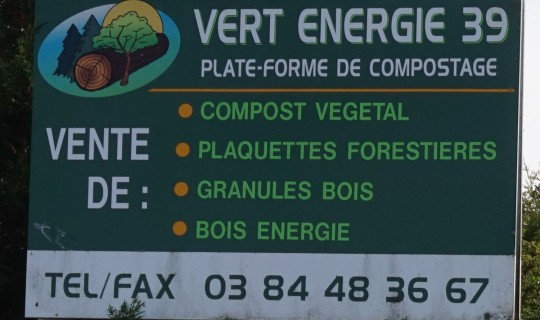 VERT ENERGIE 39
PLATE-FORME DE COMPOSTAGE
VENTE
DE :
COMPOST VEGETAL
PLAQUETTES FORESTIERES
GRANULES BOIS
BOIS ENERGIE
TEL/FAX 03 84 48 36 67